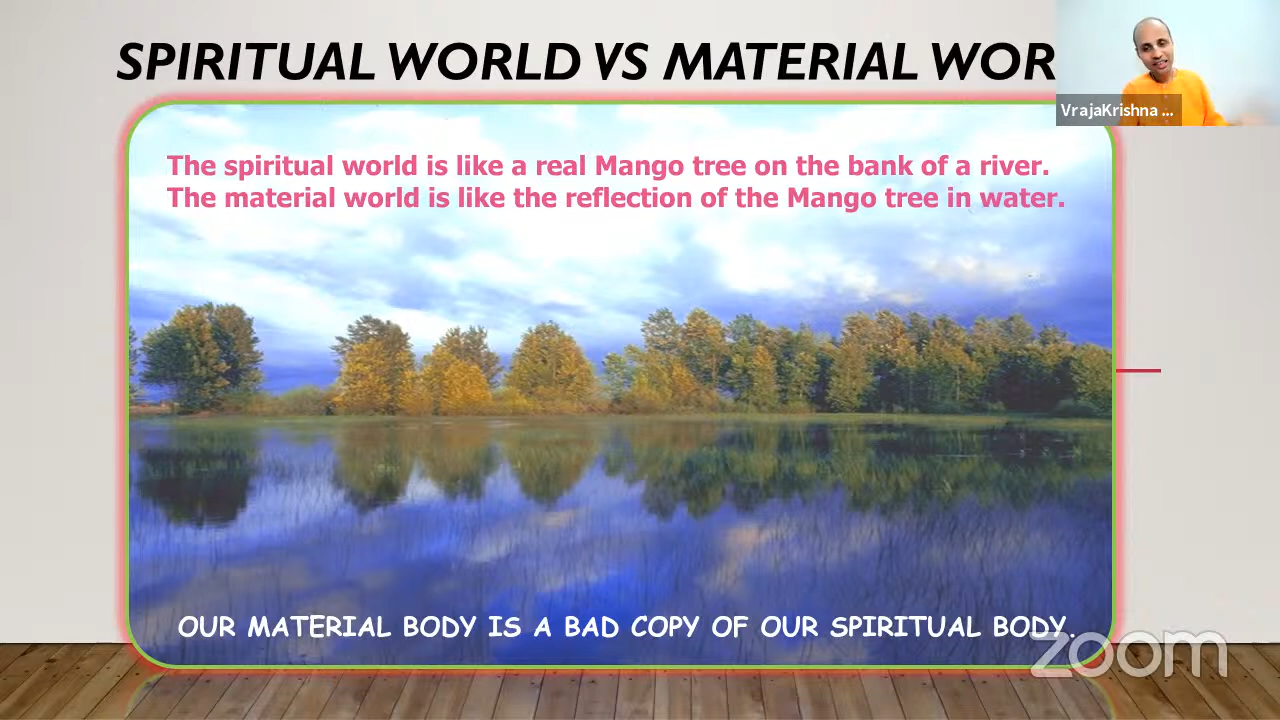 SPIRITUAL WORLD VS MATERIAL WOR
VrajaKrishna ...
The spiritual world is like a real Mango tree on the bank of a river.
The material world is like the reflection of the Mango tree in water.
OUR MATERIAL BODY IS A BAD COPY OF OUR SPIRITUAL BODY.
zoom